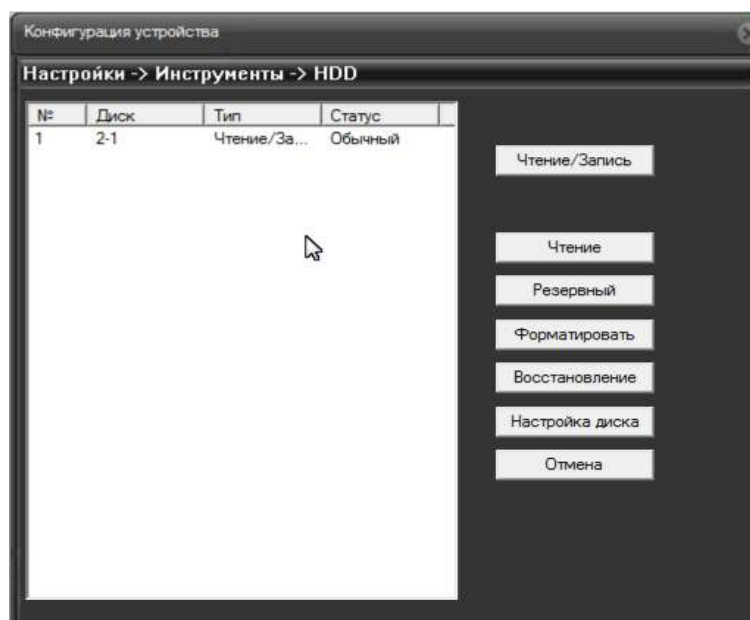 Конфигурация устройства
Настройки -> Инструменты -> HDD
№ Диск Тип Статус
1 2-1 Чтение/За... Обычный
Чтение/Запись
Чтение
Резервный
Форматировать
Восстановление
Настройка диска
Отмена